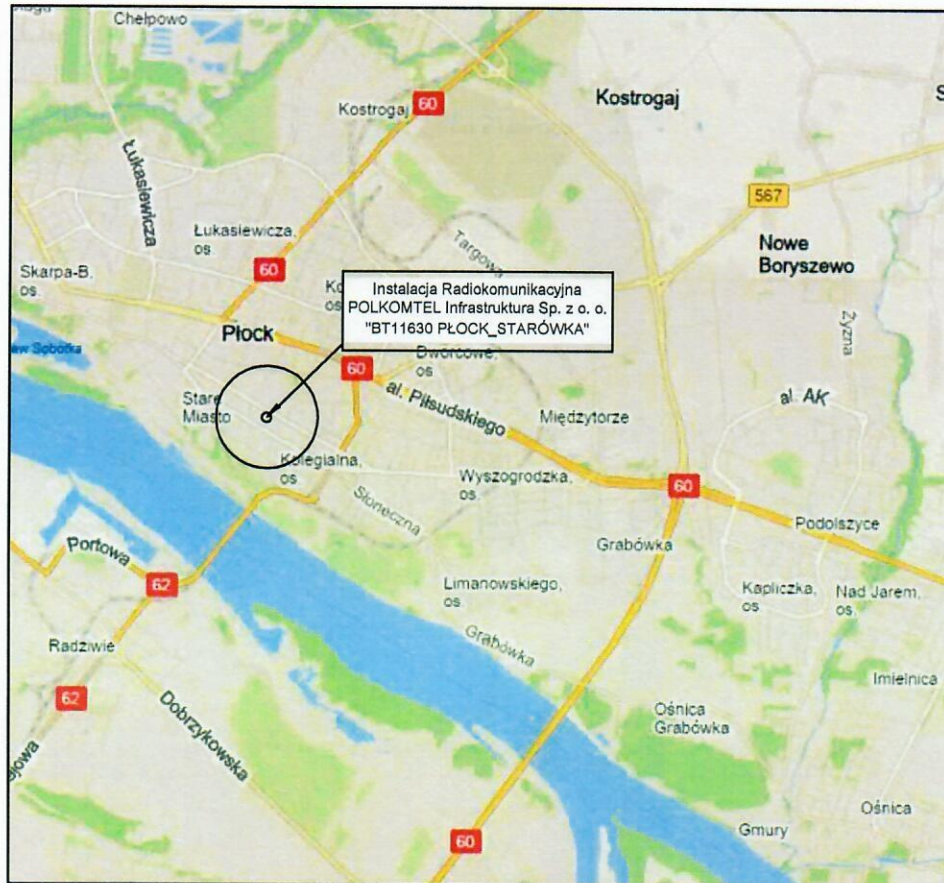 Chełpowo
Kostrogaj
60
Kostrogaj
Łukasiewicza
567
Łukasiewicza,
os.
Targowa
Nowe
Boryszewo
Skarpa-B,
os.
60
Instalacja Radiokomunikacyjna
POLKOMTEL Infrastruktura Sp. z o. o.
"BT11630 PŁOCK_STARÓWKA"
os.
Żyzna
Płock
Sobótka
Dworcowe,
os.
60
al. Piłsudskiego
al. AK
Stare
Miasto
Międzytorze
Kolegialna,
os.
Wyszogrodzka,
os.
60
Słoneczna
Podolszyce
Portowa
Grabówka
62
Limanowskiego,
os.
Kapliczka,
os.
Nad Jarem,
os.
Radziwie
Grabówka
Imielnica
62
Dobrzykowska
Ośnica
Grabówka
Ośnica
60
Gmury